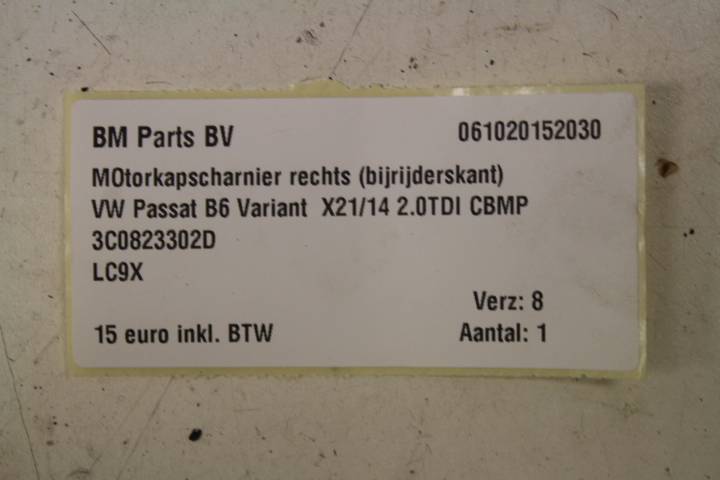 BM Parts BV 061020152030
MOtorkapscharnier rechts (bijrijderskant)
VW Passat B6 Variant X21/14 2.0TDI CBMP
3C0823302D
LC9X
Verz: 8
15 euro inkl. BTW Aantal: 1